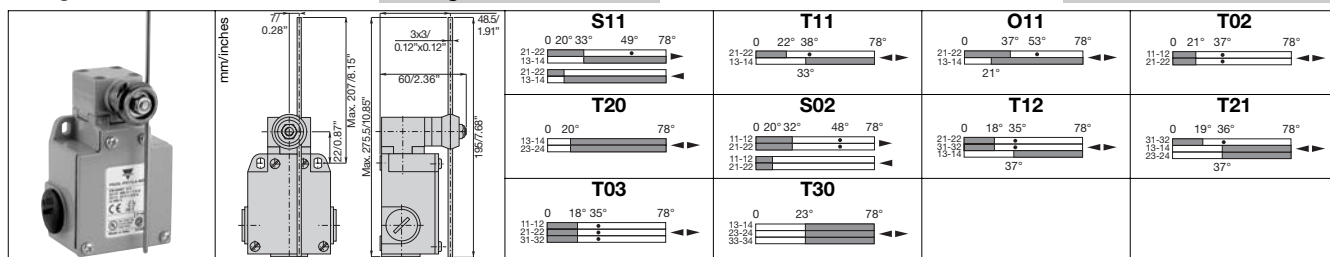 mm/inches
7/
0.28"
3x3/
0.12"x0.12"
48.5/
1.91"
60/2.36"
Max. 207/8.15"
Max. 275.5/10.85"
22/0.87"
195/7.68"
CE
S11
0 20° 33° 49° 78°
21-22
13-14
21-22
13-14
T11
0 22° 38° 78°
21-22
13-14
33°
O11
0 37° 53° 78°
21-22
13-14
21°
T02
0 21° 37° 78°
11-12
21-22
T20
0 20° 78°
13-14
23-24
S02
0 20° 32° 48° 78°
11-12
21-22
11-12
21-22
T12
0 18° 35° 78°
21-22
31-32
13-14
37°
T21
0 19° 36° 78°
31-32
13-14
23-24
37°
T03
0 18° 35° 78°
11-12
21-22
31-32
T30
0 23° 78°
13-14
23-24
33-34